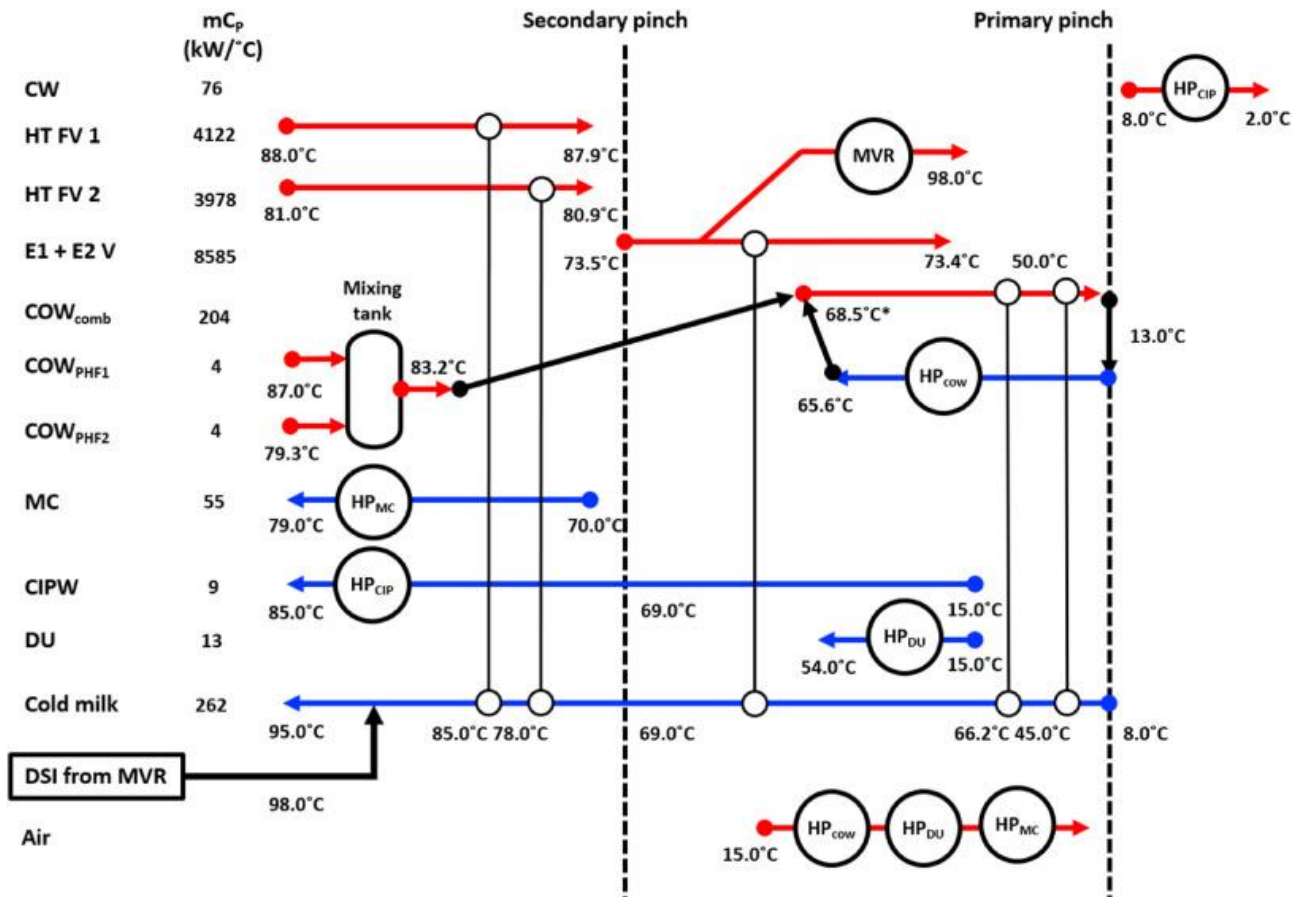 mCP Secondary pinch Primary pinch
(kW/˚C)
CW 76 HPCIP
8.0˚C 2.0˚C
HT FV 1 4122
88.0˚C 87.9˚C MVR
98.0˚C
HT FV 2 3978
81.0˚C 80.9˚C
E1 + E2 V 8585
73.5˚C 73.4˚C 50.0˚C
Mixing
tank
COWcomb 204 68.5˚C* 13.0˚C
COWPHF1 4 83.2˚C
87.0˚C HPCOW
65.6˚C
COWPHF2 4
79.3˚C
MC 55 HPMC
79.0˚C 70.0˚C
CIPW 9 HPCIP
85.0˚C 69.0˚C 15.0˚C
DU 13 HPDU
54.0˚C 15.0˚C
Cold milk 262
95.0˚C 85.0˚C 78.0˚C 69.0˚C 66.2˚C 45.0˚C 8.0˚C
DSI from MVR
98.0˚C
Air HPCOW HPDU HPMC
15.0˚C